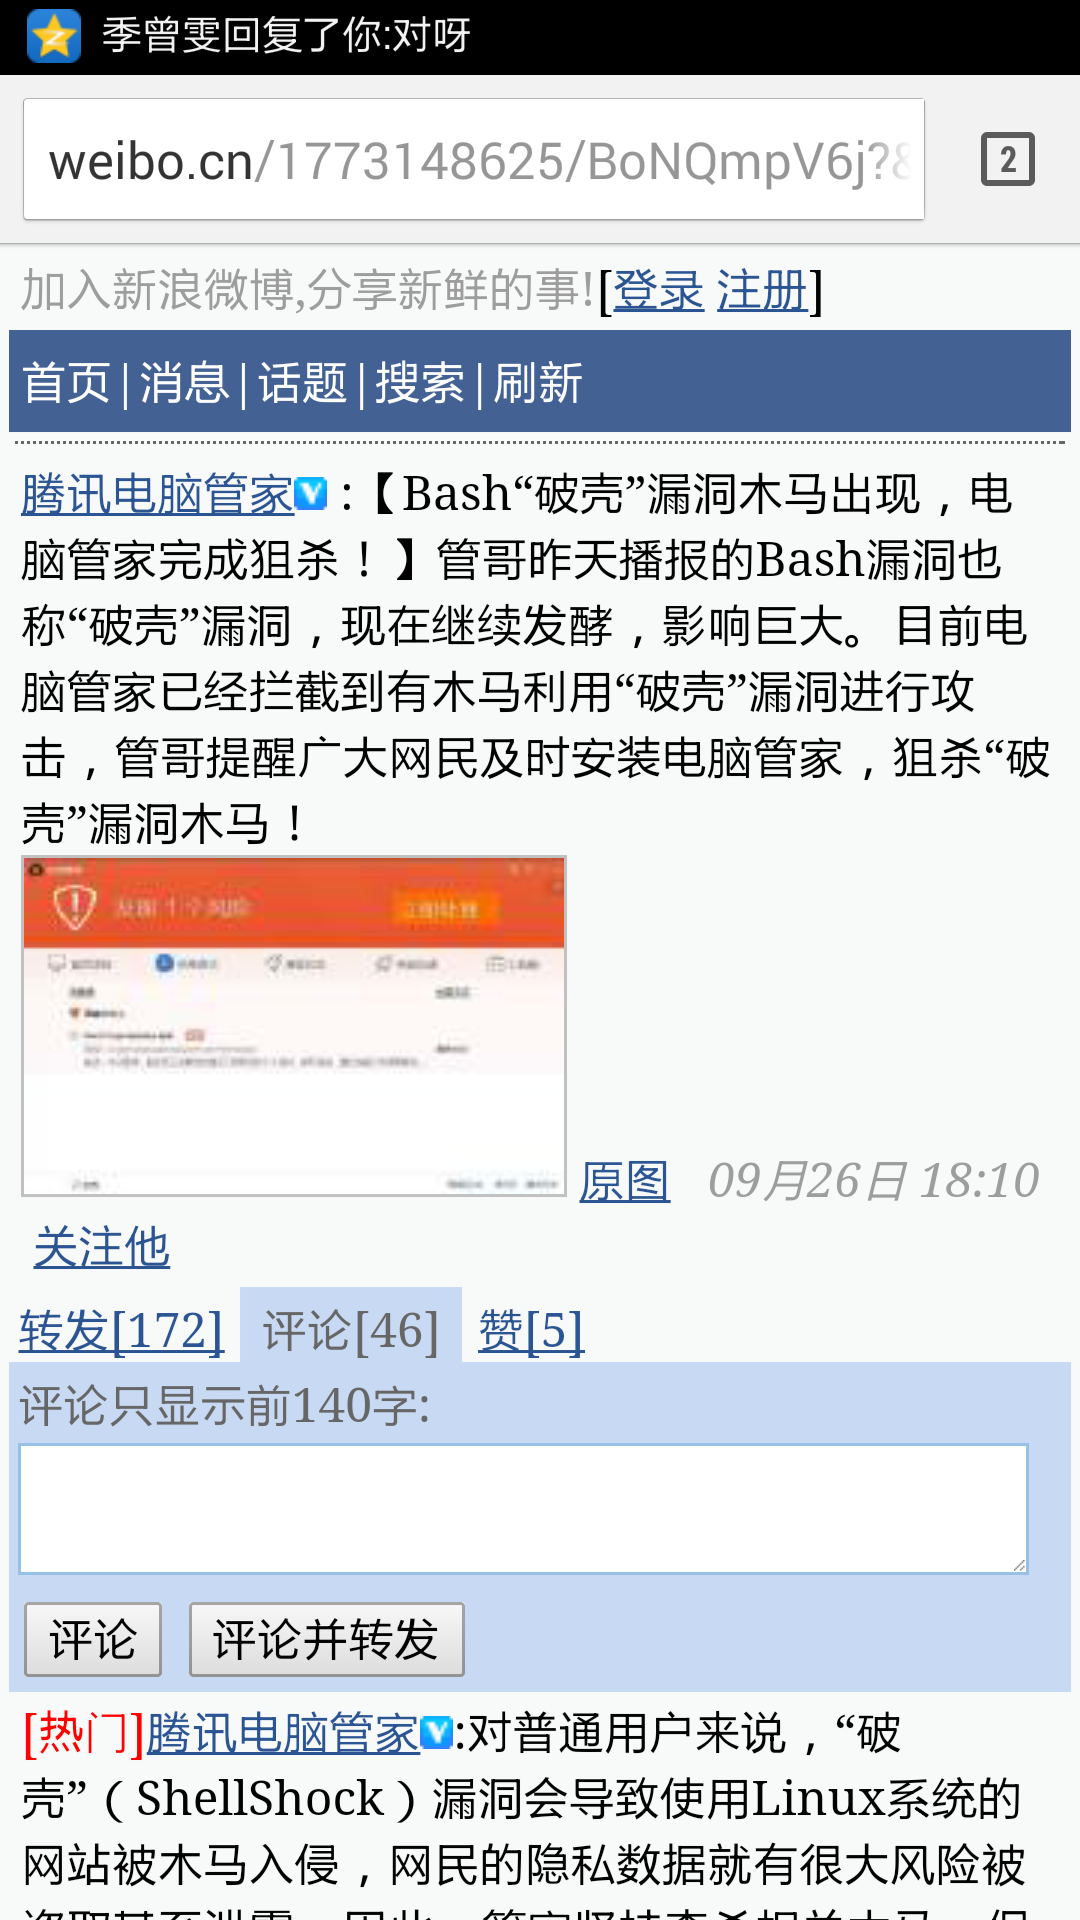 季曾雯回复了你:对呀
weibo.cn/1773148625/BoNQmpV6j?&
2
加入新浪微博,分享新鲜的事![登录 注册]
首页|消息|话题|搜索|刷新
腾讯电脑管家 :【Bash“破壳”漏洞木马出现，电
脑管家完成狙杀！】管哥昨天播报的Bash漏洞也
称“破壳”漏洞，现在继续发酵，影响巨大。目前电
脑管家已经拦截到有木马利用“破壳”漏洞进行攻
击，管哥提醒广大网民及时安装电脑管家，狙杀“破
壳”漏洞木马！
原图 09月26日 18:10
关注他
转发[172] 评论[46] 赞[5]
评论只显示前140字:
评论 评论并转发
[热门]腾讯电脑管家:对普通用户来说，“破
壳”（ShellShock）漏洞会导致使用Linux系统的
网站被木马入侵，网民的隐私数据就有很大风险被